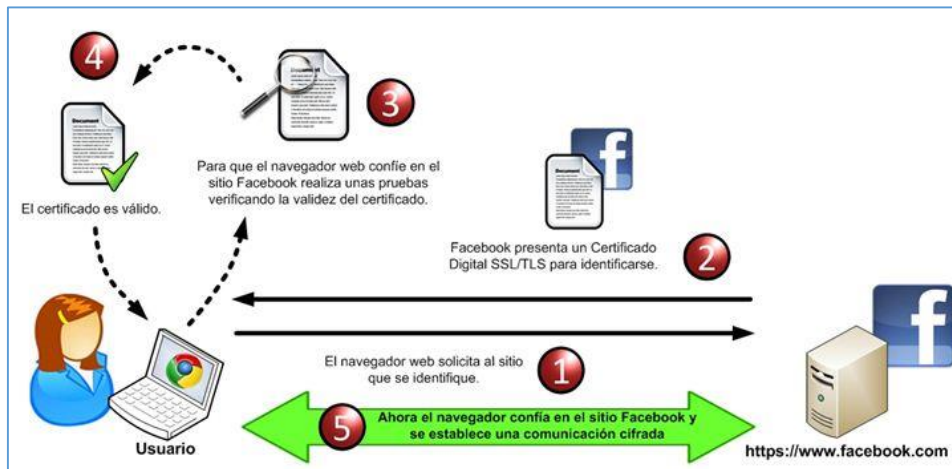 4
3
Document
Document
Para que el navegador web confíe en el
sitio Facebook realiza unas pruebas
verificando la validez del certificado.
El certificado es válido.
Document
f
Facebook presenta un Certificado
Digital SSL/TLS para identificarse.
2
El navegador web solicita al sitio
que se identifique.
1
f
5
Ahora el navegador confía en el sitio Facebook y
se establece una comunicación cifrada
Usuario
https://www.facebook.com